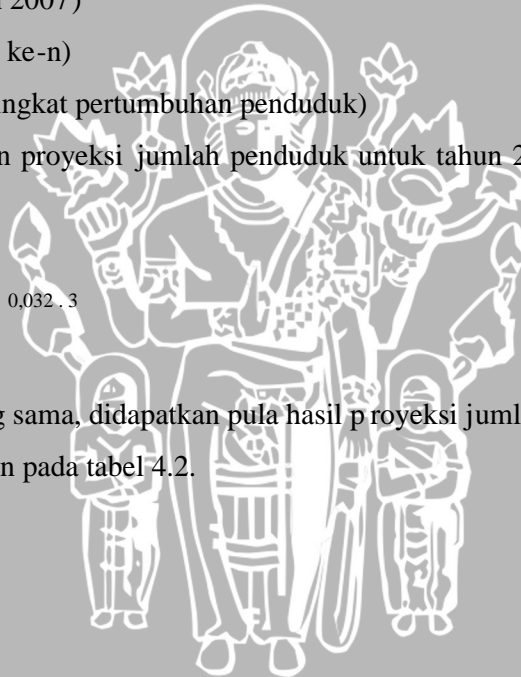 2007)
ke-n)
ingkat pertumbuhan penduduk)
n proyeksi jumlah penduduk untuk tahun 2
0,032 . 3
g sama, didapatkan pula hasil p royeksi juml
n pada tabel 4.2.